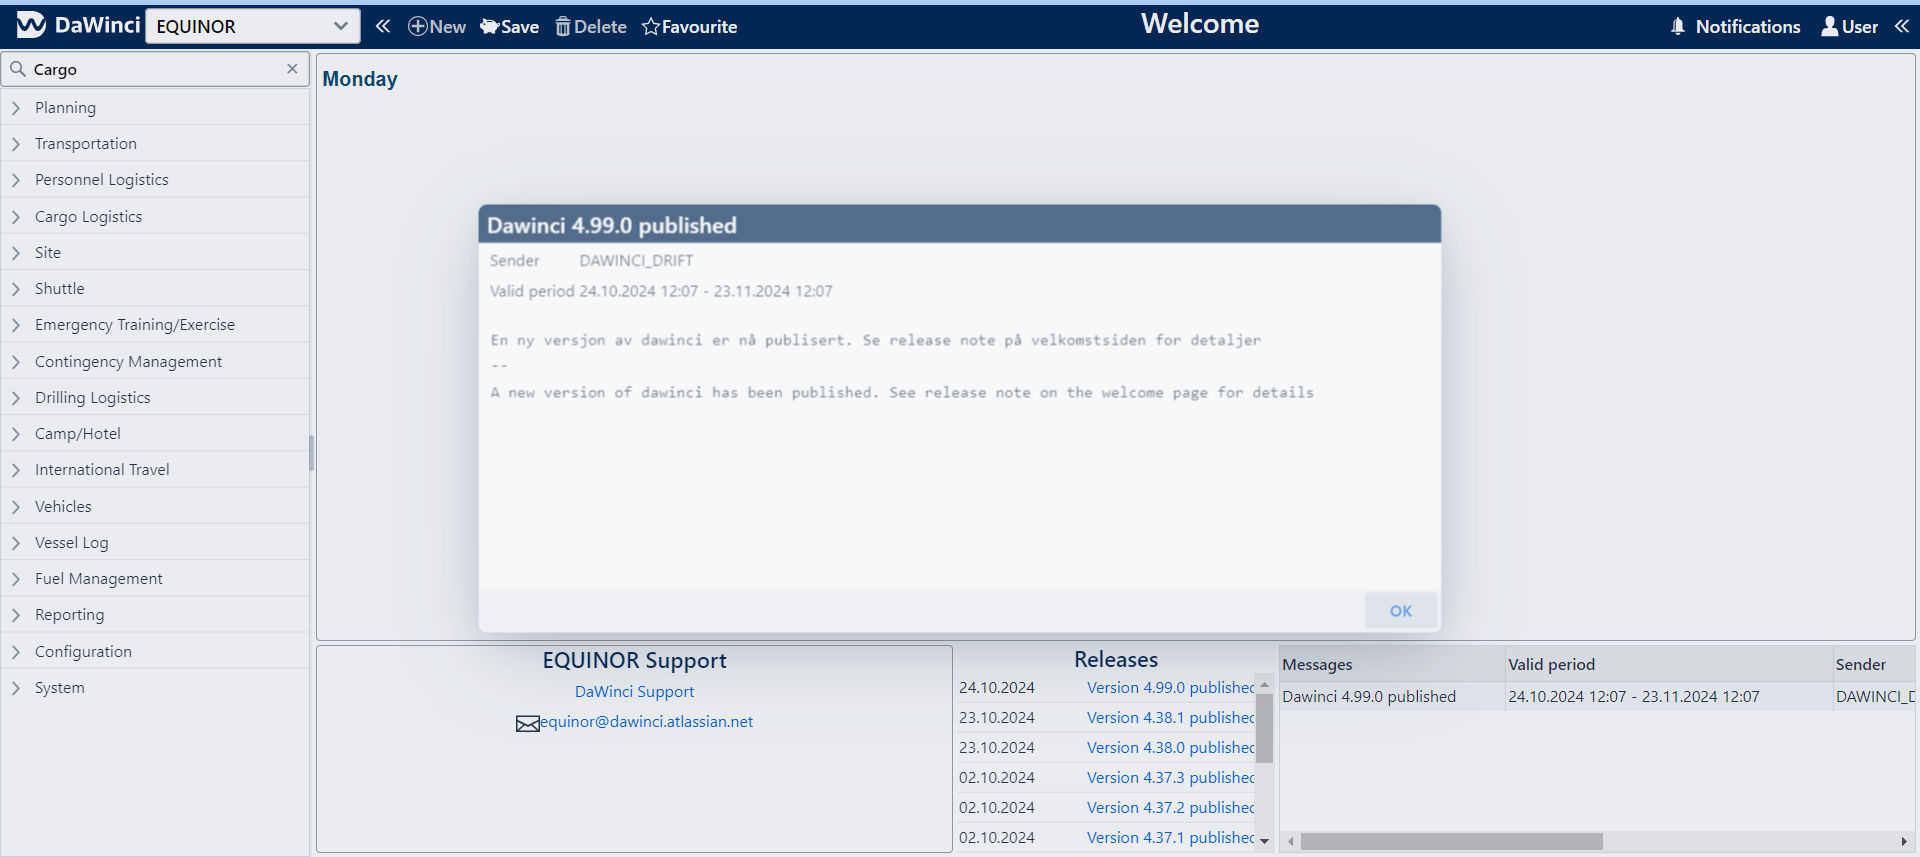 DaWinci EQUINOR New Save Delete Favourite Welcome Notifications User
Cargo
Planning
Transportation
Personnel Logistics
Cargo Logistics
Site
Shuttle
Emergency Training/Exercise
Contingency Management
Drilling Logistics
Camp/Hotel
International Travel
Vehicles
Vessel Log
Fuel Management
Reporting
Configuration
System
Monday
Dawinci 4.99.0 published
Sender DAWINCI_DRIFT
Valid period 24.10.2024 12:07 - 23.11.2024 12:07
En ny versjon av dawinci er nå publisert. Se release note på velkomstsiden for detaljer
--
A new version of dawinci has been published. See release note on the welcome page for details
OK
EQUINOR Support
DaWinci Support
equinor@dawinci.atlassian.net
Releases
24.10.2024 Version 4.99.0 published
23.10.2024 Version 4.38.1 published
23.10.2024 Version 4.38.0 published
02.10.2024 Version 4.37.3 published
02.10.2024 Version 4.37.2 published
02.10.2024 Version 4.37.1 published
Messages Valid period Sender
Dawinci 4.99.0 published 24.10.2024 12:07 - 23.11.2024 12:07 DAWINCI_D